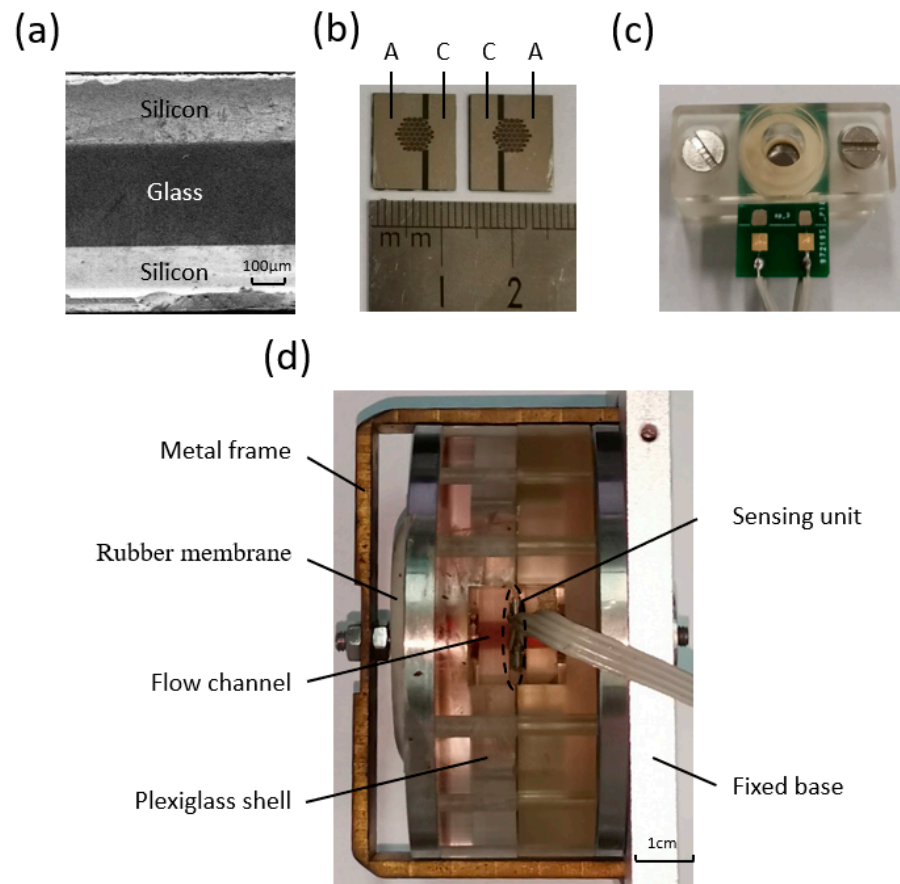 (a)
(b)
(c)
A C C A
Silicon
Glass
Silicon
100μm
m m
1 2
(d)
Metal frame
Rubber membrane
Flow channel
Plexiglass shell
Sensing unit
Fixed base
1cm